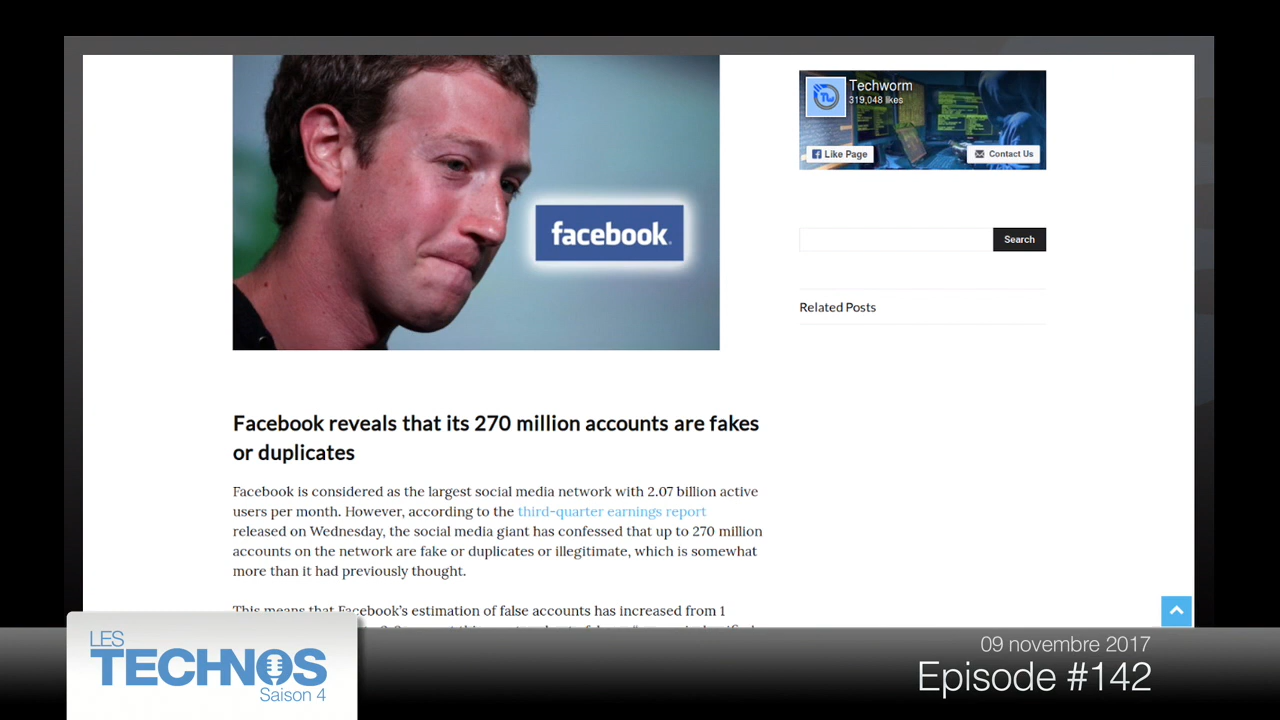 facebook.
Techworm
319,048 likes
Like Page
Contact Us
Search
Related Posts
Facebook reveals that its 270 million accounts are fakes
or duplicates
Facebook is considered as the largest social media network with 2.07 billion active
users per month. However, according to the third-quarter earnings report
released on Wednesday, the social media giant has confessed that up to 270 million
accounts on the network are fake or duplicates or illegitimate, which is somewhat
more than it had previously thought.
This means that Facebook's estimation of false accounts has increased from 1
LES
TECHNOS
Saison 4
09 novembre 2017
Episode #142